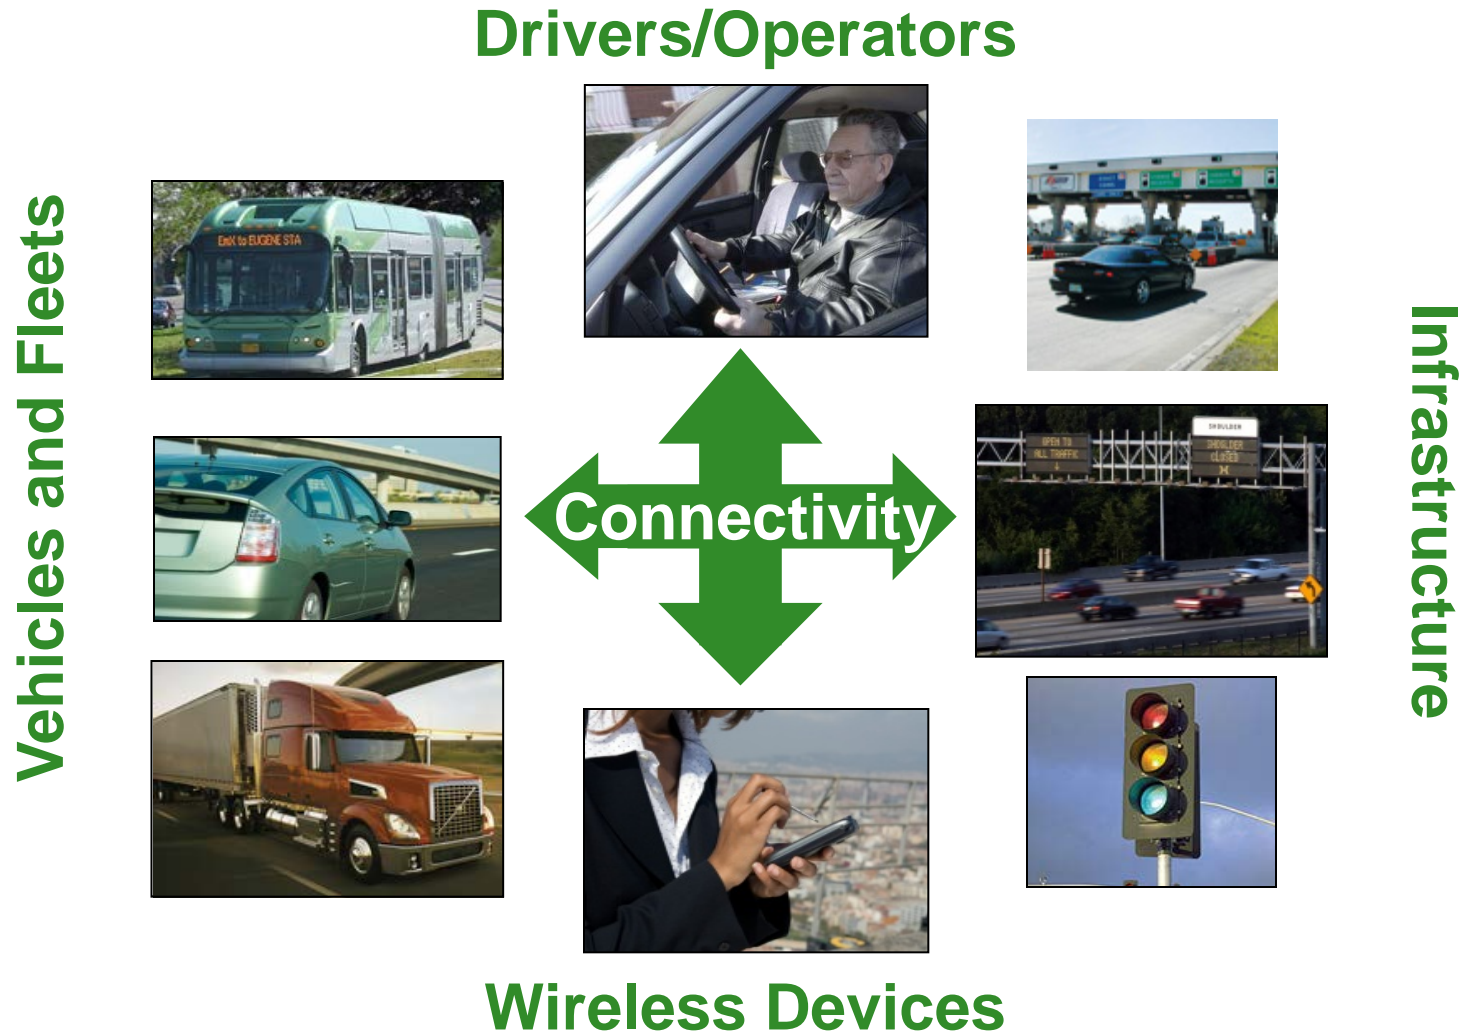 Drivers/Operators
Vehicles and Fleets
EmX to EUGENE STA
OPEN TO
ALL TRAFFIC
↓
SHOULDER
SHOULDER
CLOSED
X
Connectivity
Infrastructure
Wireless Devices